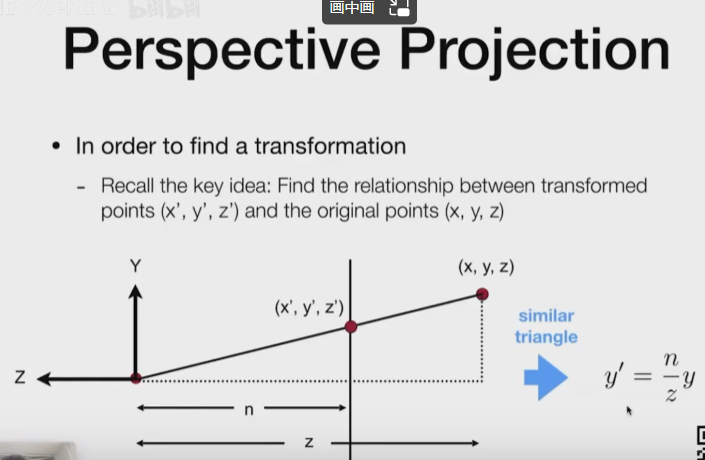 画中画
Perspective Projection
• In order to find a transformation
- Recall the key idea: Find the relationship between transformed
points (x', y', z') and the original points (x, y, z)
Y
(x, y, z)
(x', y', z')
similar
triangle
Z
y' = n/z y
n
z